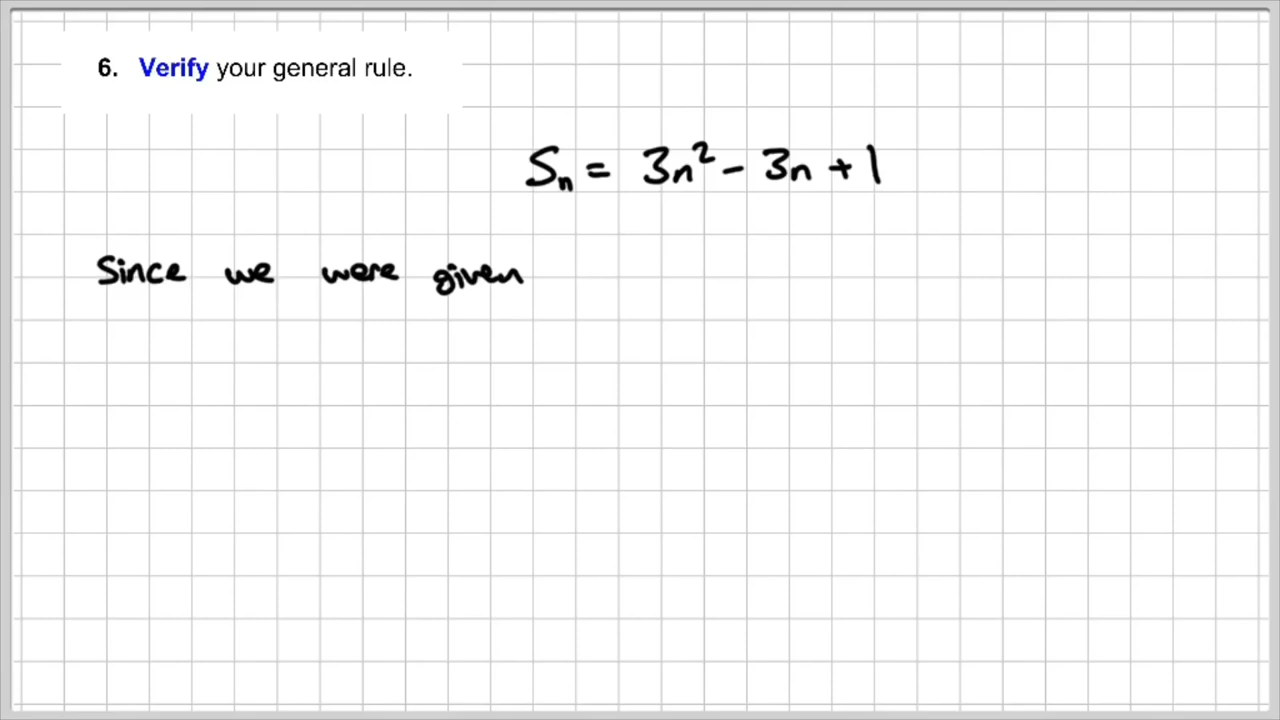 6. Verify your general rule.
Sₙ = 3n² - 3n + 1
Since we were given